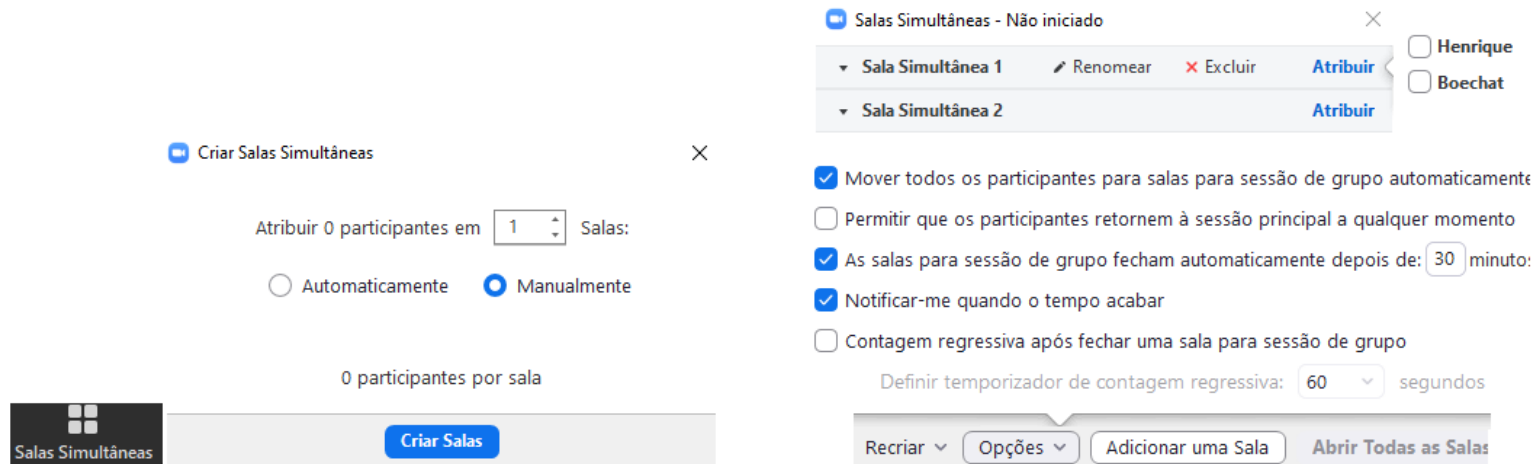 Criar Salas Simultâneas
Atribuir 0 participantes em 1 Salas:
Automaticamente Manualmente
0 participantes por sala
Salas Simultâneas
Criar Salas
Salas Simultâneas - Não iniciado
Sala Simultânea 1 Renomear Excluir Atribuir
Henrique
Boechat
Sala Simultânea 2 Atribuir
Mover todos os participantes para salas para sessão de grupo automaticamente
Permitir que os participantes retornem à sessão principal a qualquer momento
As salas para sessão de grupo fecham automaticamente depois de: 30 minutos
Notificar-me quando o tempo acabar
Contagem regressiva após fechar uma sala para sessão de grupo
Definir temporizador de contagem regressiva: 60 segundos
Recriar Opções Adicionar uma Sala Abrir Todas as Salas